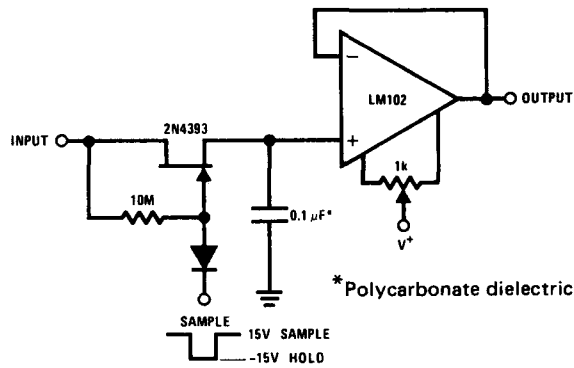 LM102
OUTPUT
2N4393
INPUT
+
−
1k
10M
0.1 μF*
V+
*Polycarbonate dielectric
SAMPLE
15V SAMPLE
-15V HOLD